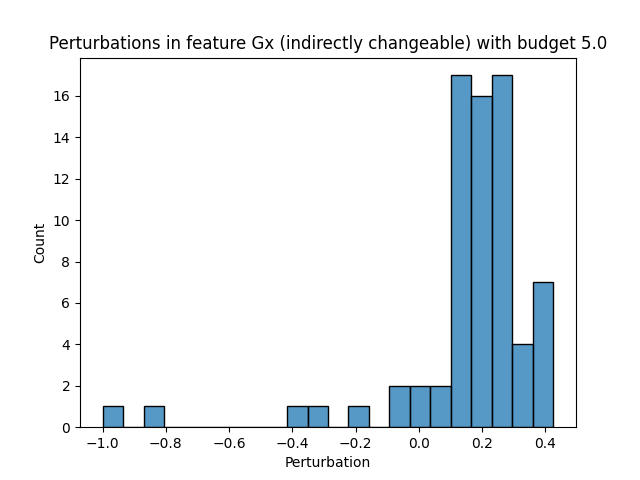 Perturbations in feature Gx (indirectly changeable) with budget 5.0
16
14
12
10
8
6
4
2
0
Count
−1.0 −0.8 −0.6 −0.4 −0.2 0.0 0.2 0.4
Perturbation